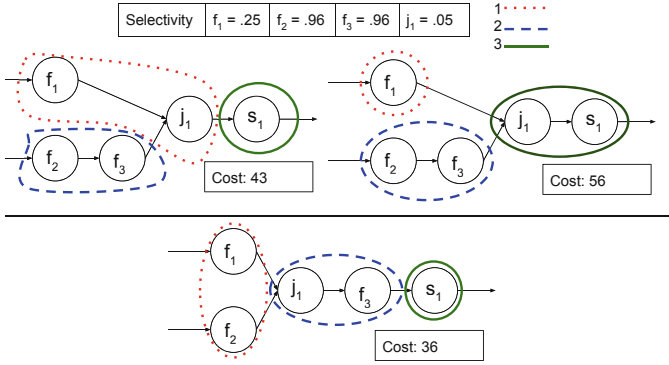 Selectivity f₁ = .25 f₂ = .96 f₃ = .96 j₁ = .05
1
2
3
f₁
j₁ s₁
f₂ f₃
Cost: 43
f₁
j₁ s₁
f₂ f₃
Cost: 56
f₁
j₁ f₃ s₁
f₂
Cost: 36